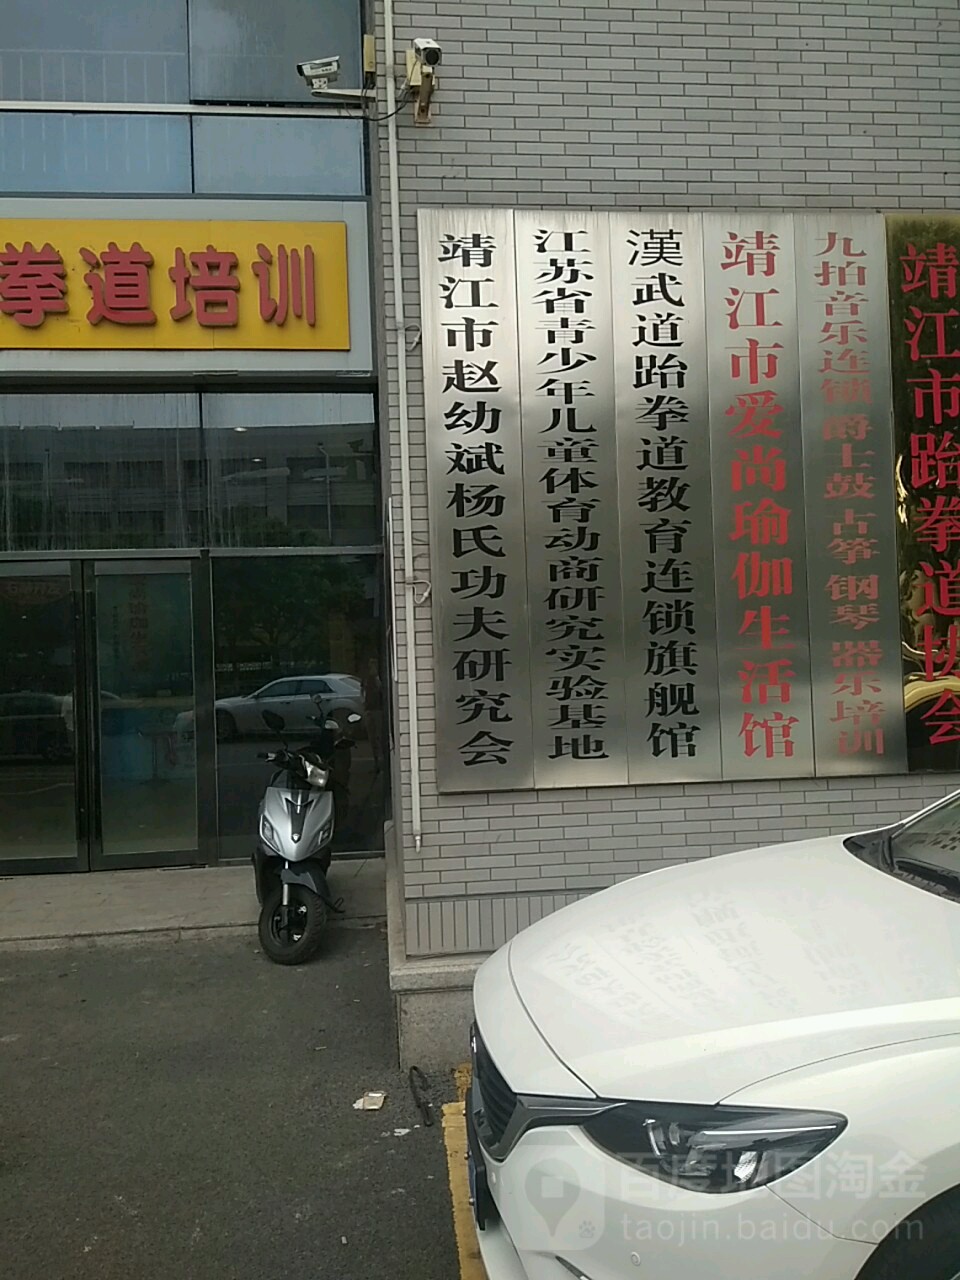 拳道培训
靖江市赵幼斌杨氏功夫研究会
江苏省青少年儿童体育动商研究实验基地
漢武道跆拳道教育连锁旗舰馆
靖江市爱尚瑜伽生活馆
九拍音乐连锁爵士鼓古筝钢琴器乐培训
靖江市跆拳道协会
百度地图淘金
taojin.baidu.com